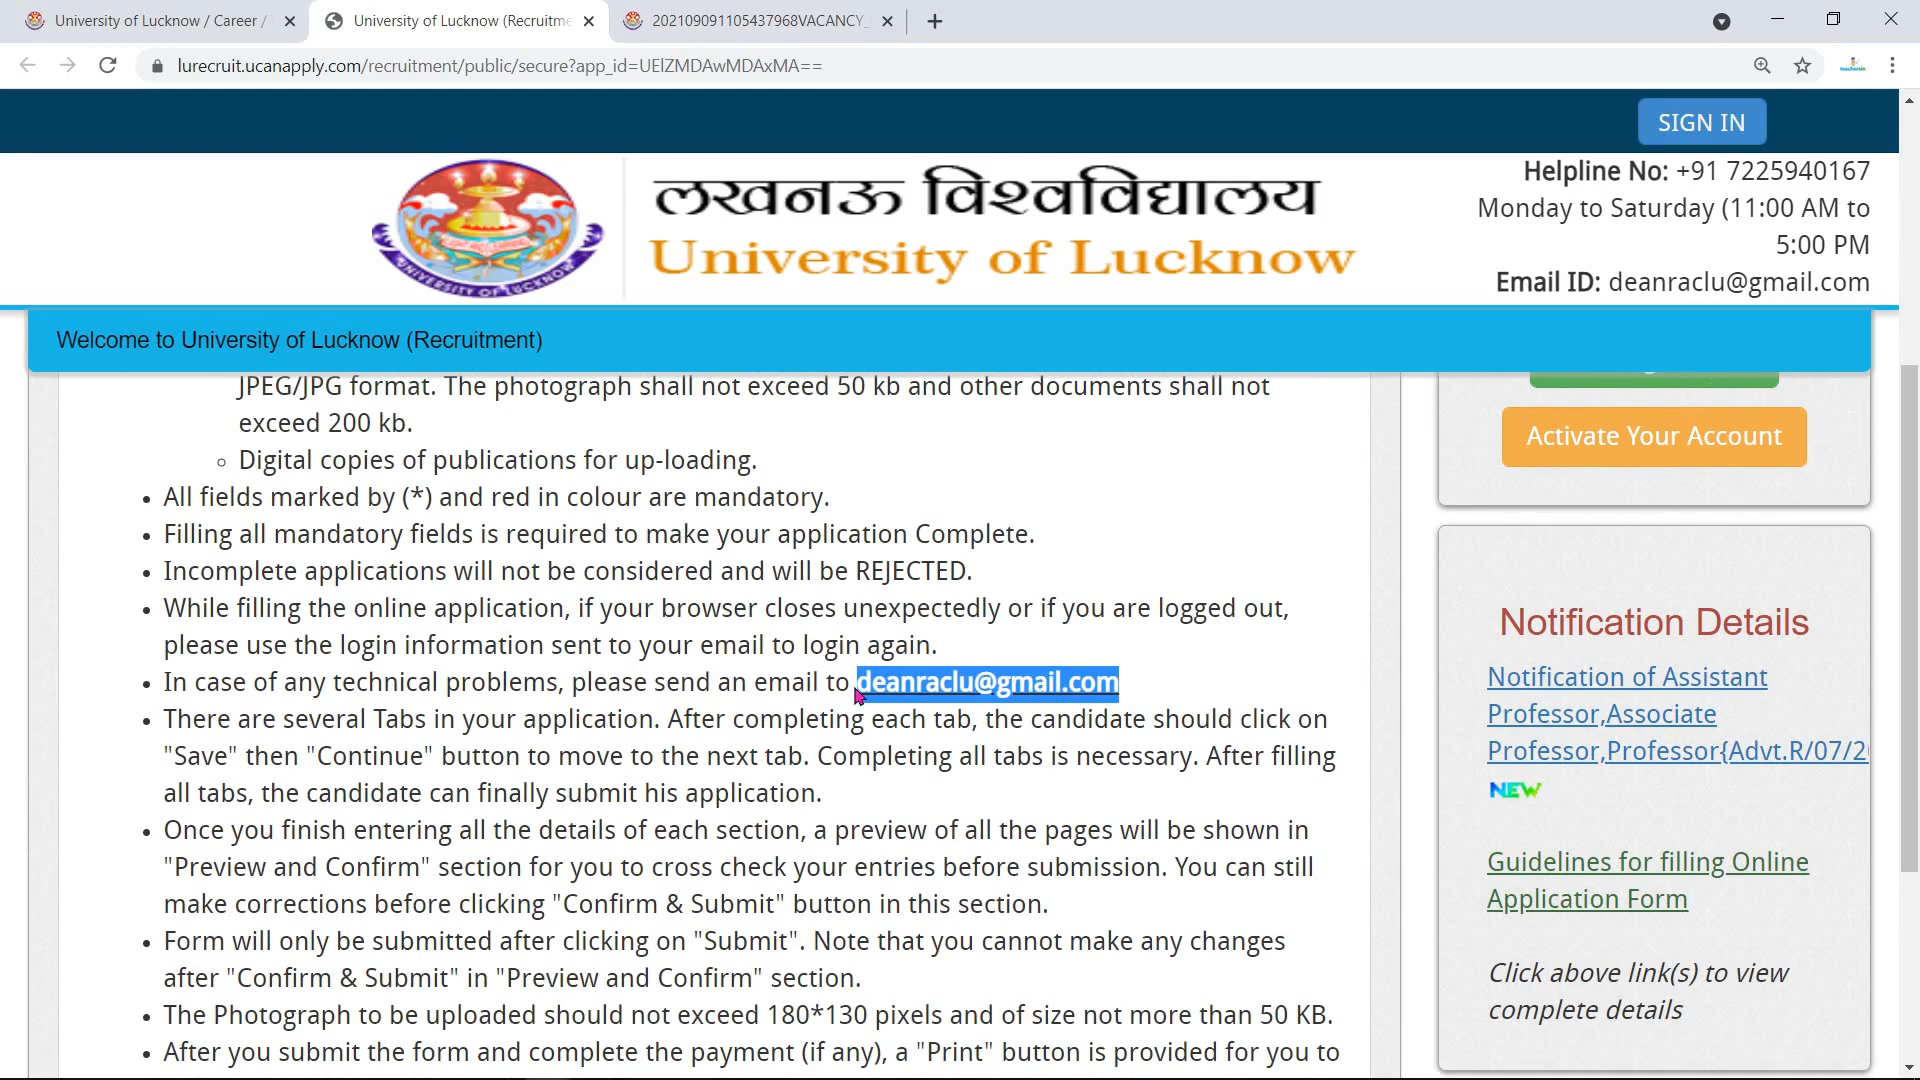 University of Lucknow / Career /
University of Lucknow (Recruitme
202109091105437968VACANCY_
lurecruit.ucanapply.com/recruitment/public/secure?app_id=UElZMDAwMDAxMA==
SIGN IN
लखनऊ विश्वविद्यालय
University of Lucknow
UNIVERSITY OF LUCKNOW
Helpline No: +91 7225940167
Monday to Saturday (11:00 AM to
5:00 PM
Email ID: deanraclu@gmail.com
Welcome to University of Lucknow (Recruitment)
JPEG/JPG format. The photograph shall not exceed 50 kb and other documents shall not
exceed 200 kb.
Digital copies of publications for up-loading.
All fields marked by (*) and red in colour are mandatory.
Filling all mandatory fields is required to make your application Complete.
Incomplete applications will not be considered and will be REJECTED.
While filling the online application, if your browser closes unexpectedly or if you are logged out,
please use the login information sent to your email to login again.
In case of any technical problems, please send an email to deanraclu@gmail.com
There are several Tabs in your application. After completing each tab, the candidate should click on
"Save" then "Continue" button to move to the next tab. Completing all tabs is necessary. After filling
all tabs, the candidate can finally submit his application.
Once you finish entering all the details of each section, a preview of all the pages will be shown in
"Preview and Confirm" section for you to cross check your entries before submission. You can still
make corrections before clicking "Confirm & Submit" button in this section.
Form will only be submitted after clicking on "Submit". Note that you cannot make any changes
after "Confirm & Submit" in "Preview and Confirm" section.
The Photograph to be uploaded should not exceed 180*130 pixels and of size not more than 50 KB.
After you submit the form and complete the payment (if any), a "Print" button is provided for you to
Activate Your Account
Notification Details
Notification of Assistant
Professor,Associate
Professor,Professor{Advt.R/07/2
NEW
Guidelines for filling Online
Application Form
Click above link(s) to view
complete details